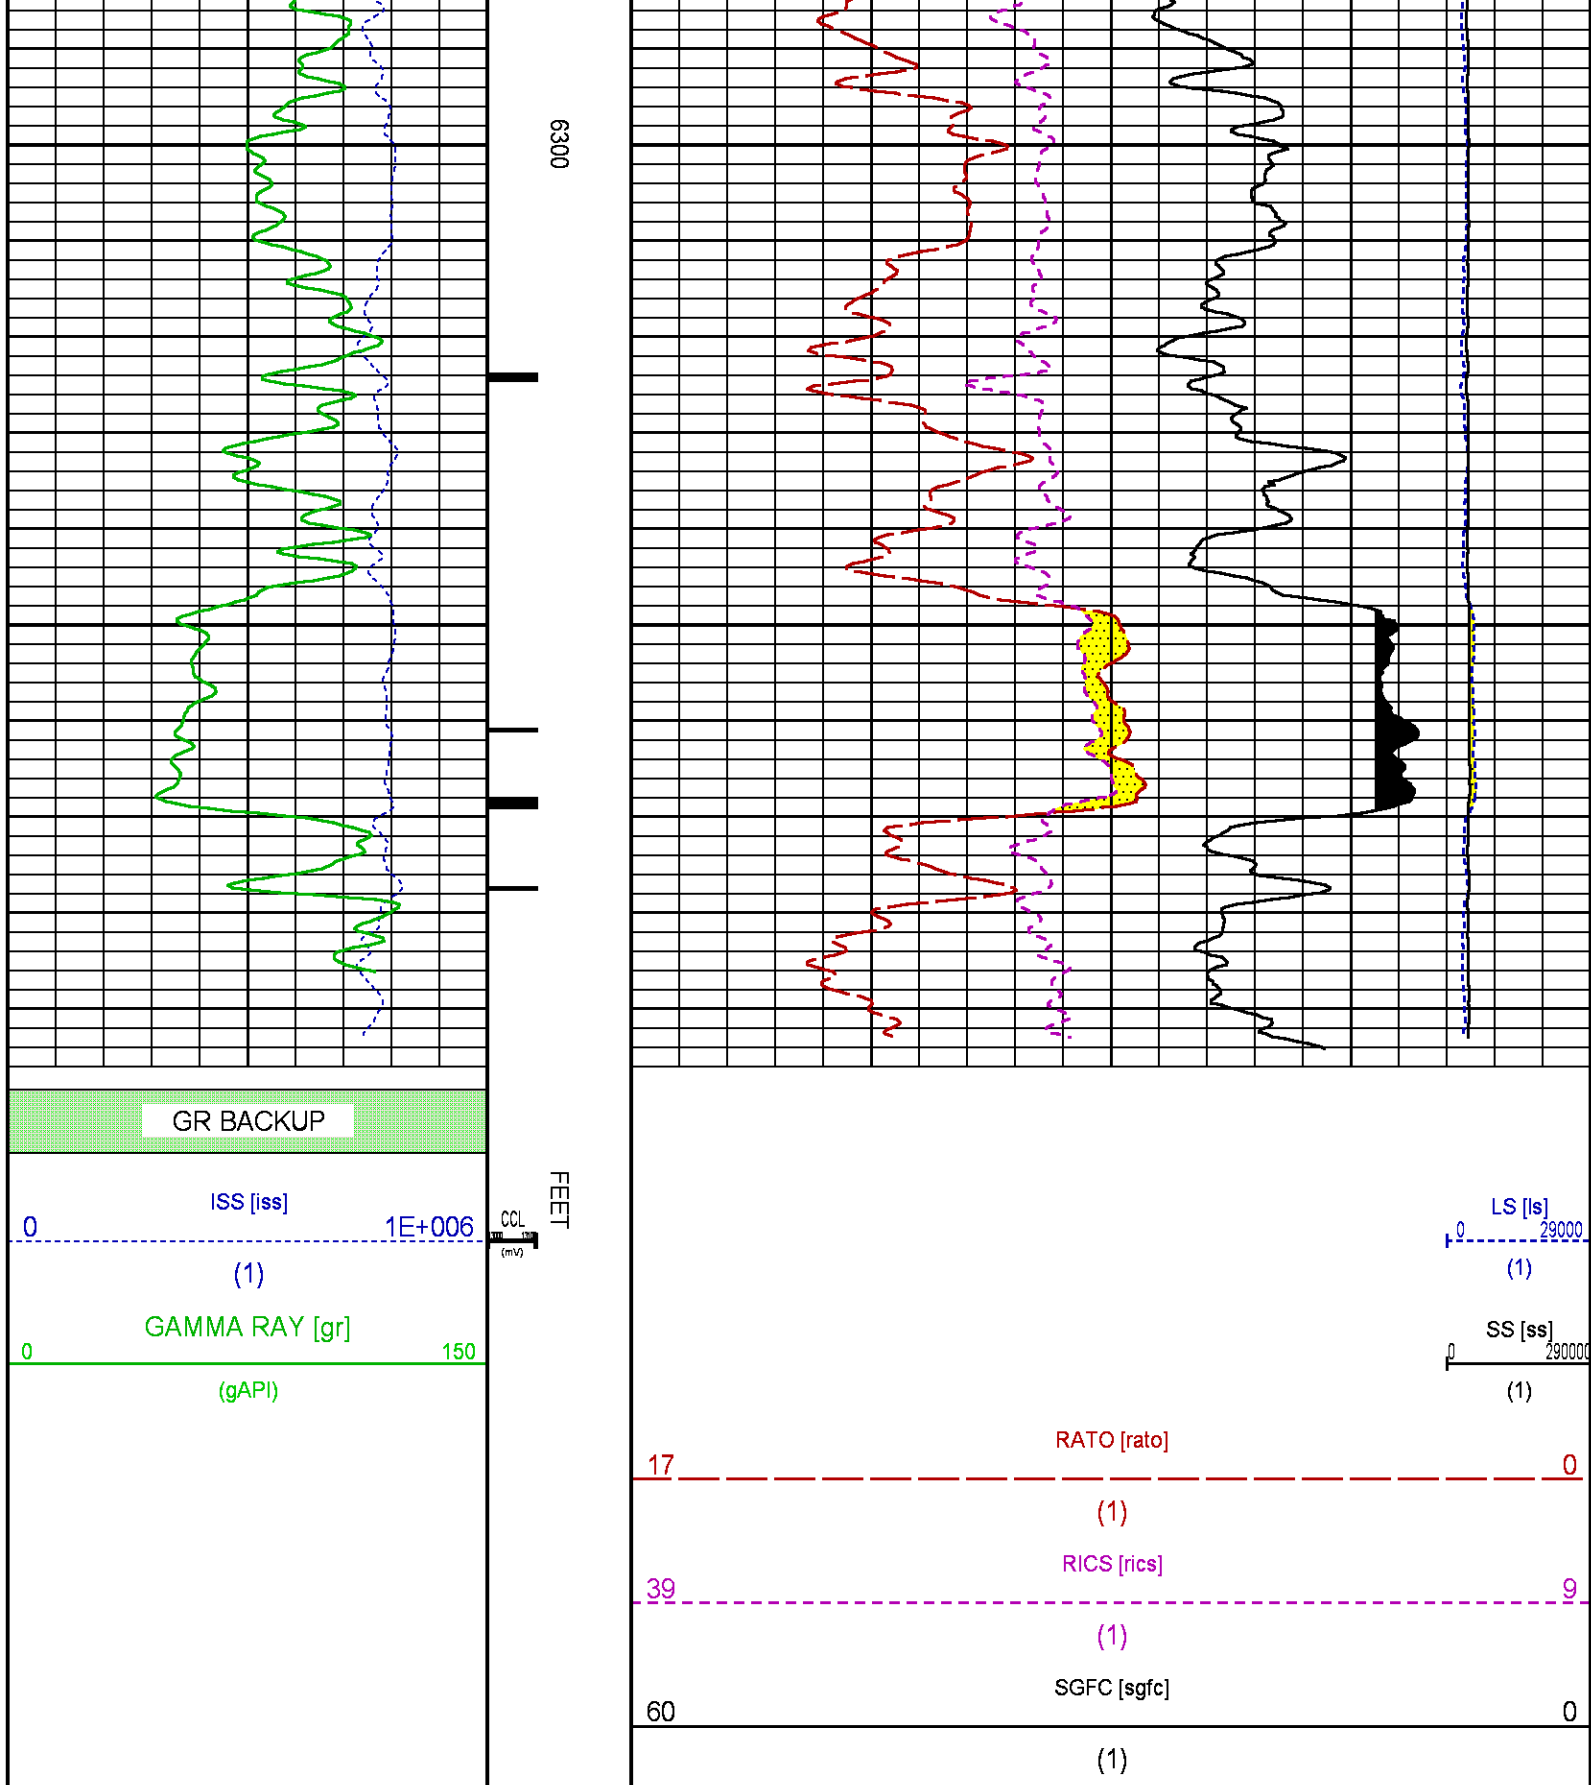 6300
GR BACKUP
FEET
ISS [iss]
0 1E+006
(1)
CCL
(mV)
GAMMA RAY [gr]
0 150
(gAPI)
LS [ls]
0 29000
(1)
SS [ss]
0 290000
(1)
RATO [rato]
17 0
(1)
RICS [rics]
39 9
(1)
SGFC [sgfc]
60 0
(1)